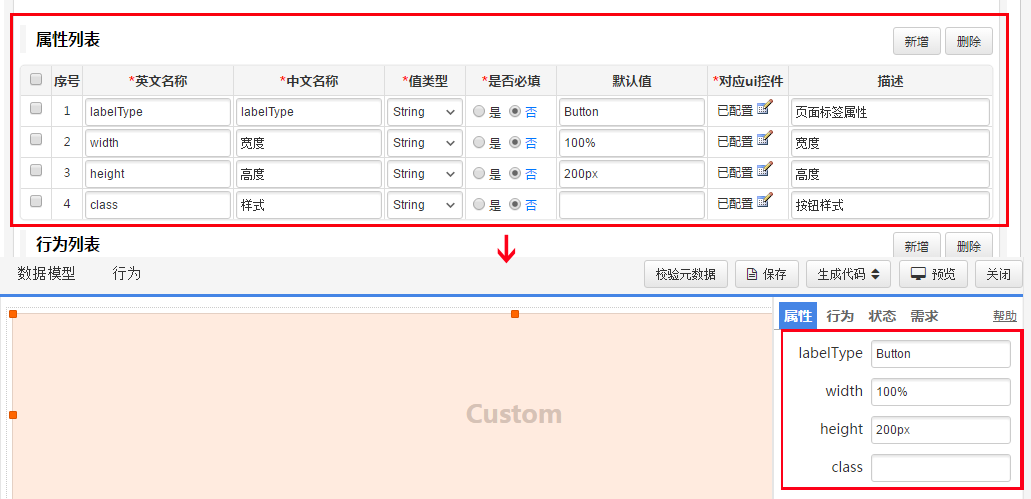 属性列表 新增 删除
序号 *英文名称 *中文名称 *值类型 *是否必填 默认值 *对应ui控件 描述
1 labelType labelType String 是 否 Button 已配置 页面标签属性
2 width 宽度 String 是 否 100% 已配置 宽度
3 height 高度 String 是 否 200px 已配置 高度
4 class 样式 String 是 否 已配置 按钮样式
行为列表 新增 删除
数据模型 行为 校验元数据 保存 生成代码 预览 关闭
属性 行为 状态 需求 帮助
labelType Button
width 100%
Custom
height 200px
class